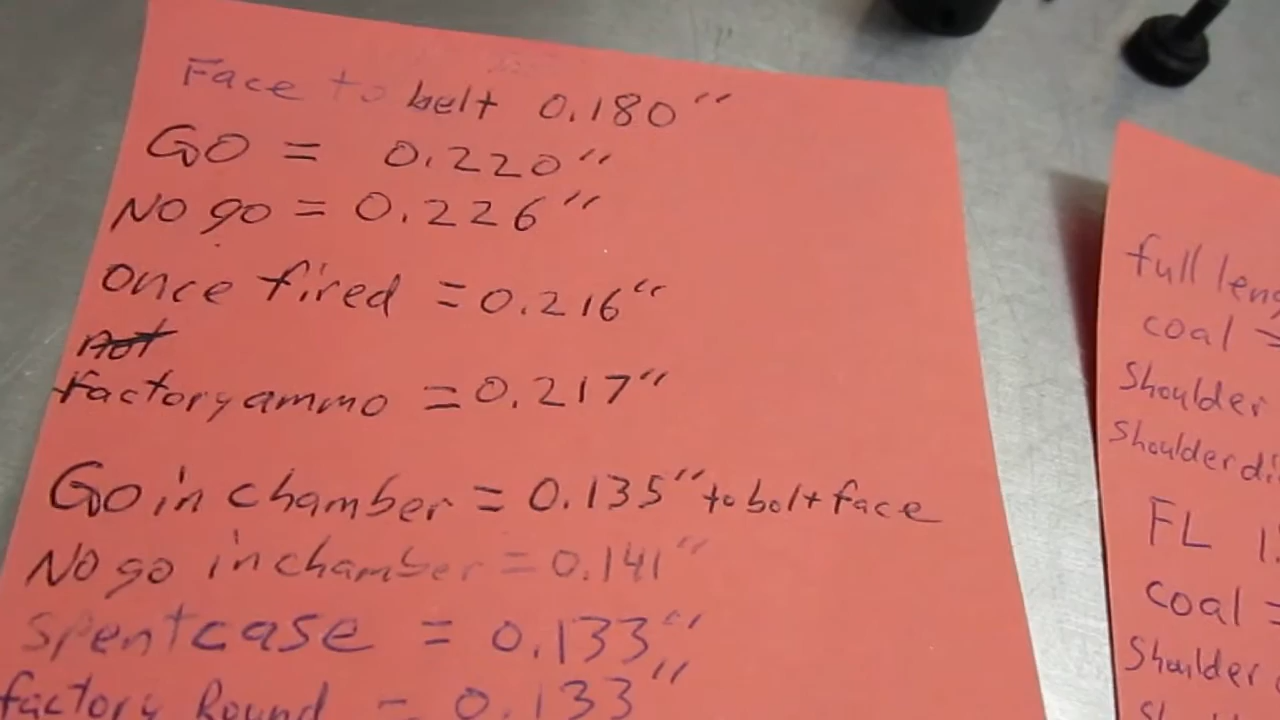 Face to belt 0.180"
GO = 0.220"
NO go = 0.226"
once fired = 0.216"
Not
factory ammo = 0.217"
Go in chamber = 0.135" to bolt face
No go in chamber = 0.141"
Spent case = 0.133"
factory Round = 0.133"
full leng
coal =
Shoulder
Shoulder di
FL 1.
coal =
Shoulder